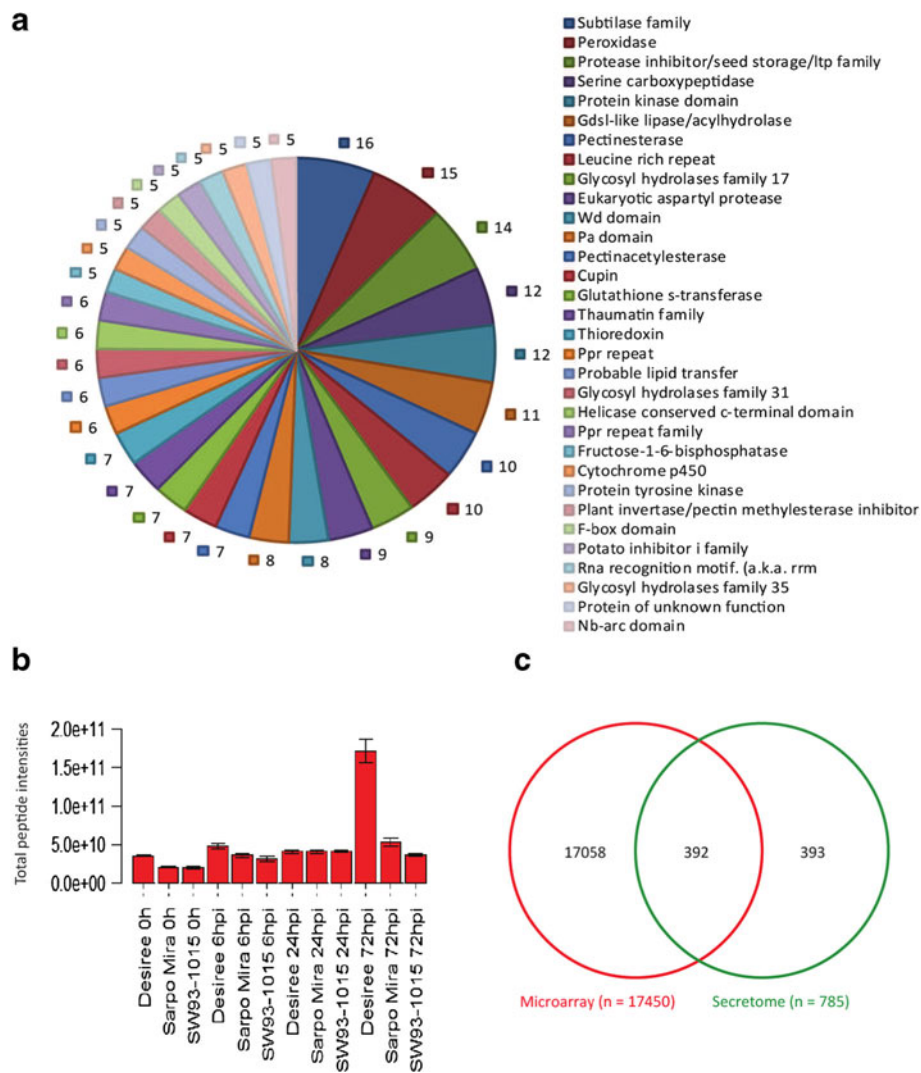 a
Subtilase family
Peroxidase
Protease inhibitor/seed storage/ltp family
Serine carboxypeptidase
Protein kinase domain
Gdsl-like lipase/acylhydrolase
Pectinesterase
Leucine rich repeat
Glycosyl hydrolases family 17
Eukaryotic aspartyl protease
Wd domain
Pa domain
Pectinacetylesterase
Cupin
Glutathione s-transferase
Thaumatin family
Thioredoxin
Ppr repeat
Probable lipid transfer
Glycosyl hydrolases family 31
Helicase conserved c-terminal domain
Ppr repeat family
Fructose-1-6-bisphosphatase
Cytochrome p450
Protein tyrosine kinase
Plant invertase/pectin methylesterase inhibitor
F-box domain
Potato inhibitor i family
Rna recognition motif. (a.k.a. rrm
Glycosyl hydrolases family 35
Protein of unknown function
Nb-arc domain
16
15
14
12
12
11
10
10
9
9
8
8
7
7
7
7
7
6
6
6
6
6
5
5
5
5
5
5
5
5
5
5
b
Total peptide intensities
2.0e+11
1.5e+11
1.0e+11
5.0e+10
0.0e+00
Desiree 0h
Sarpo Mira 0h
SW93-1015 0h
Desiree 6hpi
Sarpo Mira 6hpi
SW93-1015 6hpi
Desiree 24hpi
Sarpo Mira 24hpi
SW93-1015 24hpi
Desiree 72hpi
Sarpo Mira 72hpi
SW93-1015 72hpi
c
17058
392
393
Microarray (n = 17450)
Secretome (n = 785)